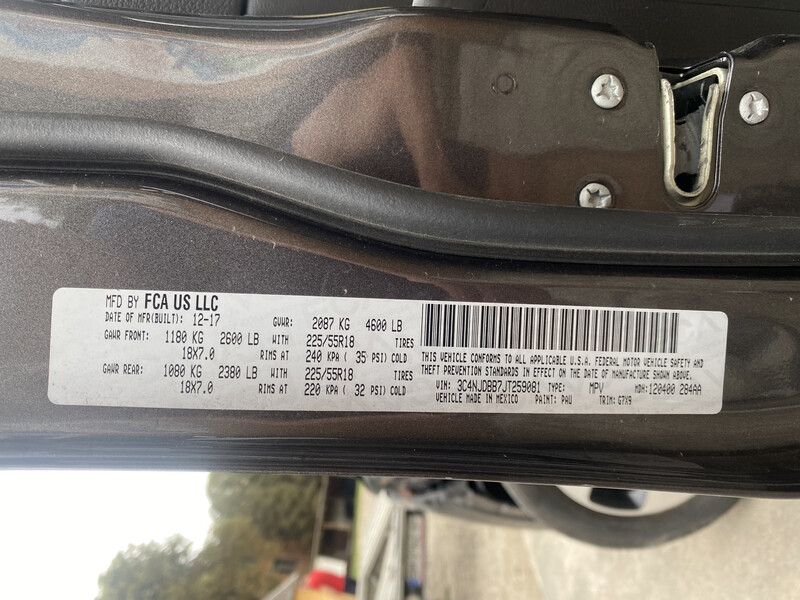 MFD BY FCA US LLC
DATE OF MFR(BUILT): 12-17 GVWR: 2087 KG 4600 LB
GAWR FRONT: 1180 KG 2600 LB WITH 225/55R18 TIRES
18X7.0 RIMS AT 240 KPA ( 35 PSI) COLD
GAWR REAR: 1080 KG 2380 LB WITH 225/55R18 TIRES
18X7.0 RIMS AT 220 KPA ( 32 PSI) COLD
THIS VEHICLE CONFORMS TO ALL APPLICABLE U.S.A. FEDERAL MOTOR VEHICLE SAFETY AND
THEFT PREVENTION STANDARDS IN EFFECT ON THE DATE OF MANUFACTURE SHOWN ABOVE.
VIN: 3C4NJDBB7JT259081 TYPE: MPV MDH:120400 284AA
VEHICLE MADE IN MEXICO PAINT: PAU TRIM: G7X9